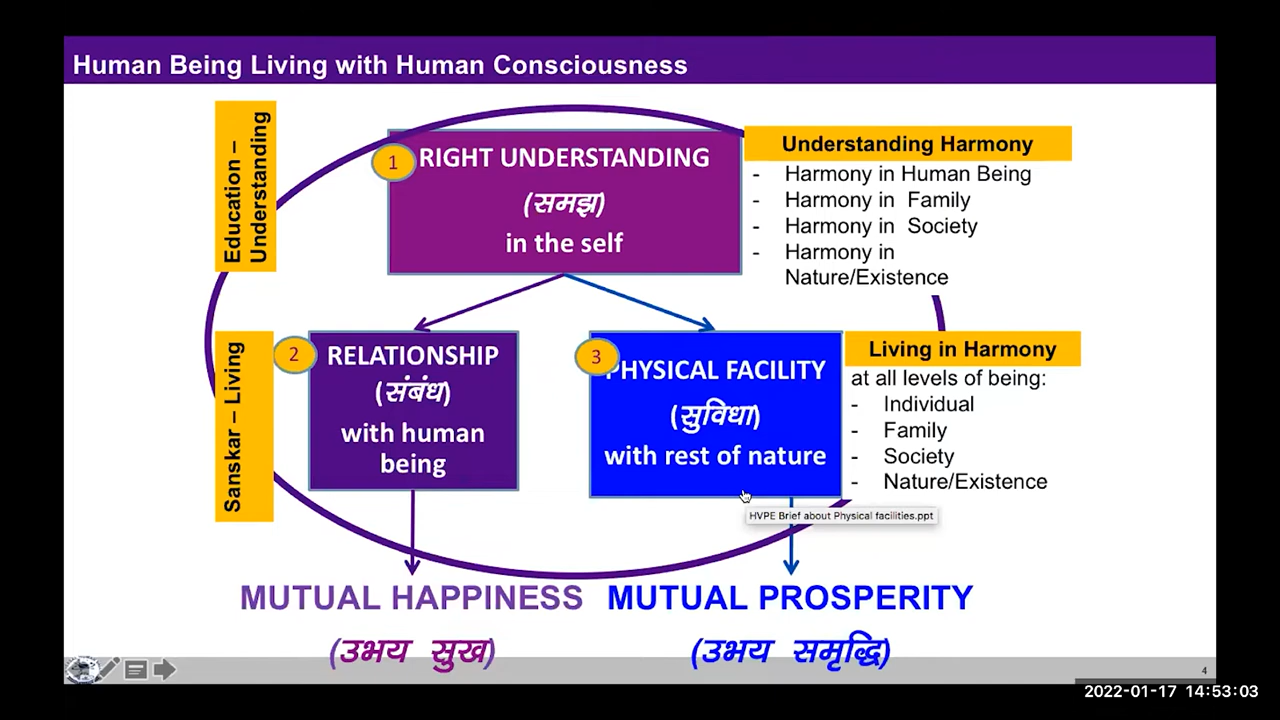 Human Being Living with Human Consciousness
Education –
Understanding
1
RIGHT UNDERSTANDING
(समझ)
in the self
Understanding Harmony
- Harmony in Human Being
- Harmony in Family
- Harmony in Society
- Harmony in
Nature/Existence
Sanskar – Living
2
RELATIONSHIP
(संबंध)
with human
being
3
PHYSICAL FACILITY
(सुविधा)
with rest of nature
Living in Harmony
at all levels of being:
- Individual
- Family
- Society
- Nature/Existence
HVPE Brief about Physical facilities.ppt
MUTUAL HAPPINESS
(उभय सुख)
MUTUAL PROSPERITY
(उभय समृद्धि)
4
2022-01-17 14:53:03